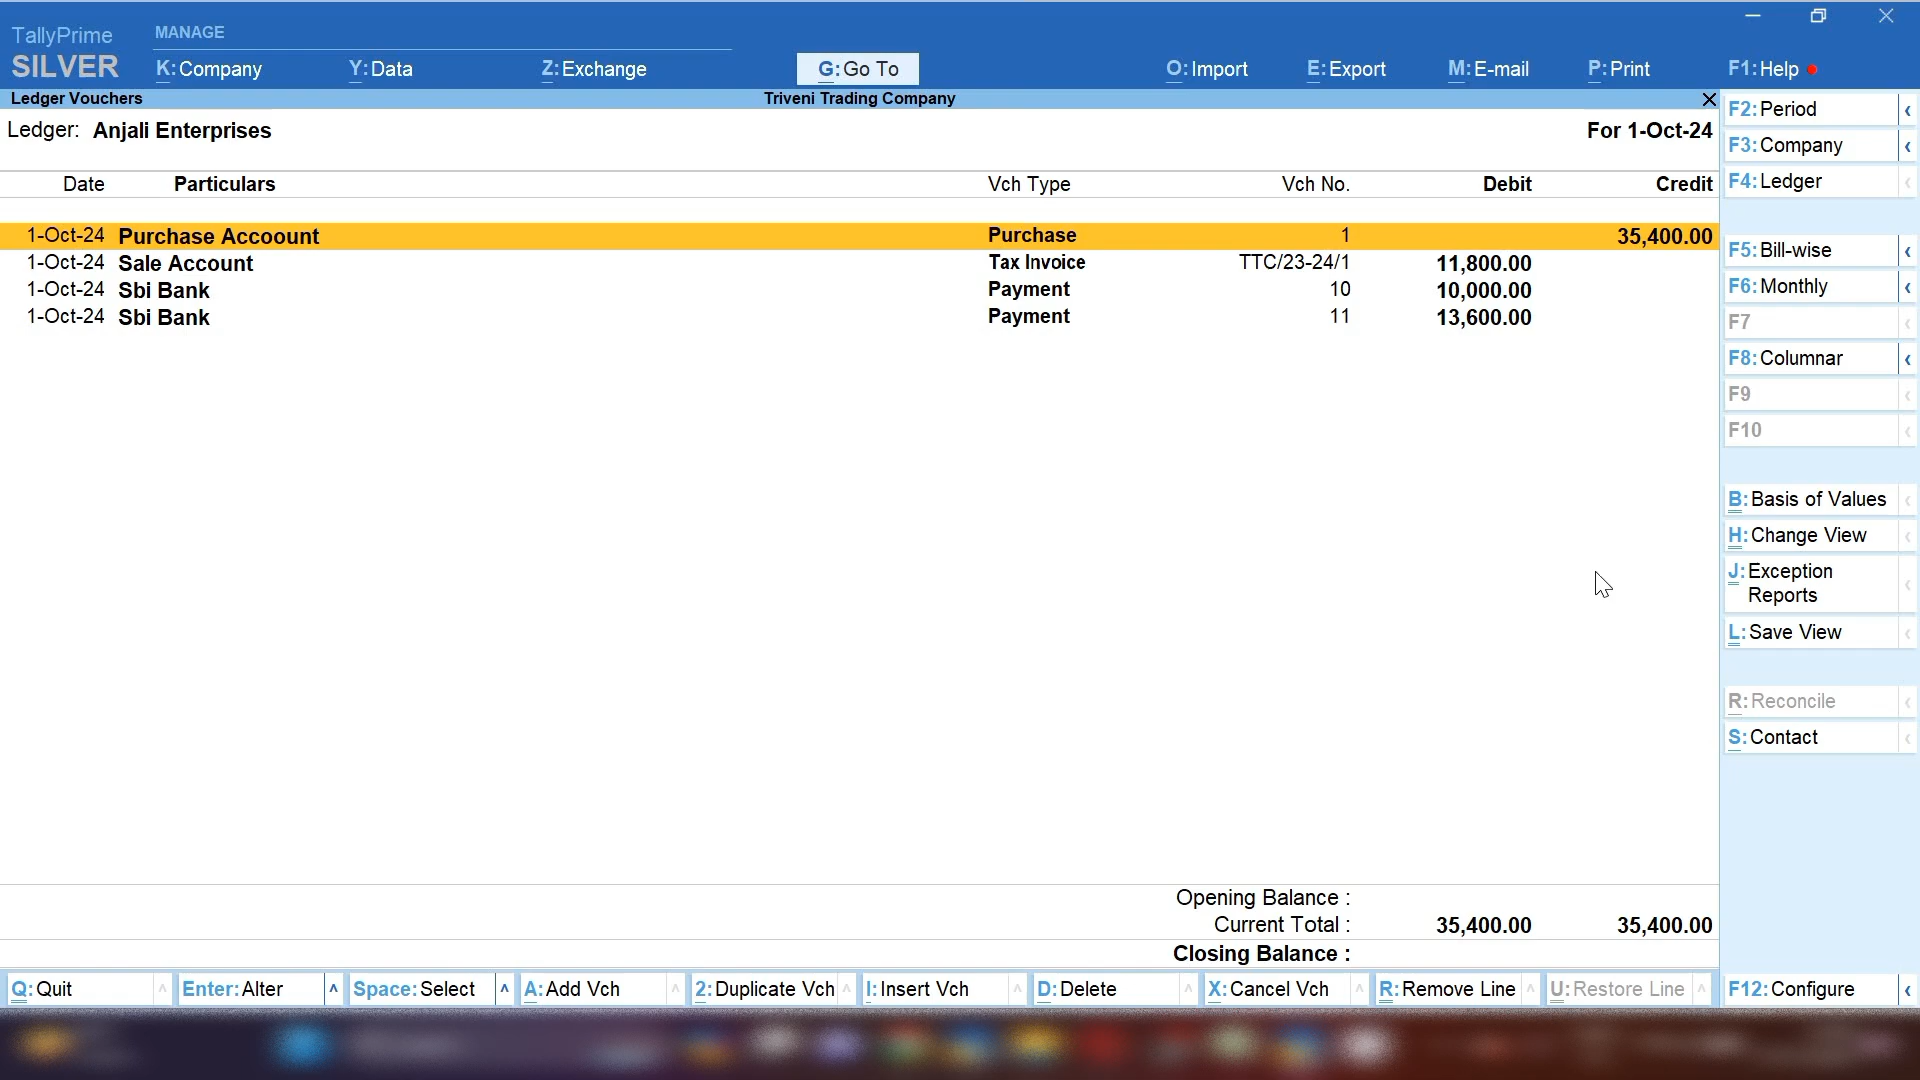 TallyPrime
SILVER
MANAGE
K:Company Y:Data Z:Exchange G:Go To O:Import E:Export M:E-mail P:Print F1:Help
Ledger Vouchers Triveni Trading Company
Ledger: Anjali Enterprises For 1-Oct-24
Date Particulars Vch Type Vch No. Debit Credit
1-Oct-24 Purchase Accoount Purchase 1 35,400.00
1-Oct-24 Sale Account Tax Invoice TTC/23-24/1 11,800.00
1-Oct-24 Sbi Bank Payment 10 10,000.00
1-Oct-24 Sbi Bank Payment 11 13,600.00
Opening Balance :
Current Total : 35,400.00 35,400.00
Closing Balance :
F2:Period
F3:Company
F4:Ledger
F5:Bill-wise
F6:Monthly
F7
F8:Columnar
F9
F10
B:Basis of Values
H:Change View
J:Exception
Reports
L:Save View
R:Reconcile
S:Contact
Q:Quit Enter:Alter Space:Select A:Add Vch 2:Duplicate Vch I:Insert Vch D:Delete X:Cancel Vch R:Remove Line U:Restore Line F12:Configure